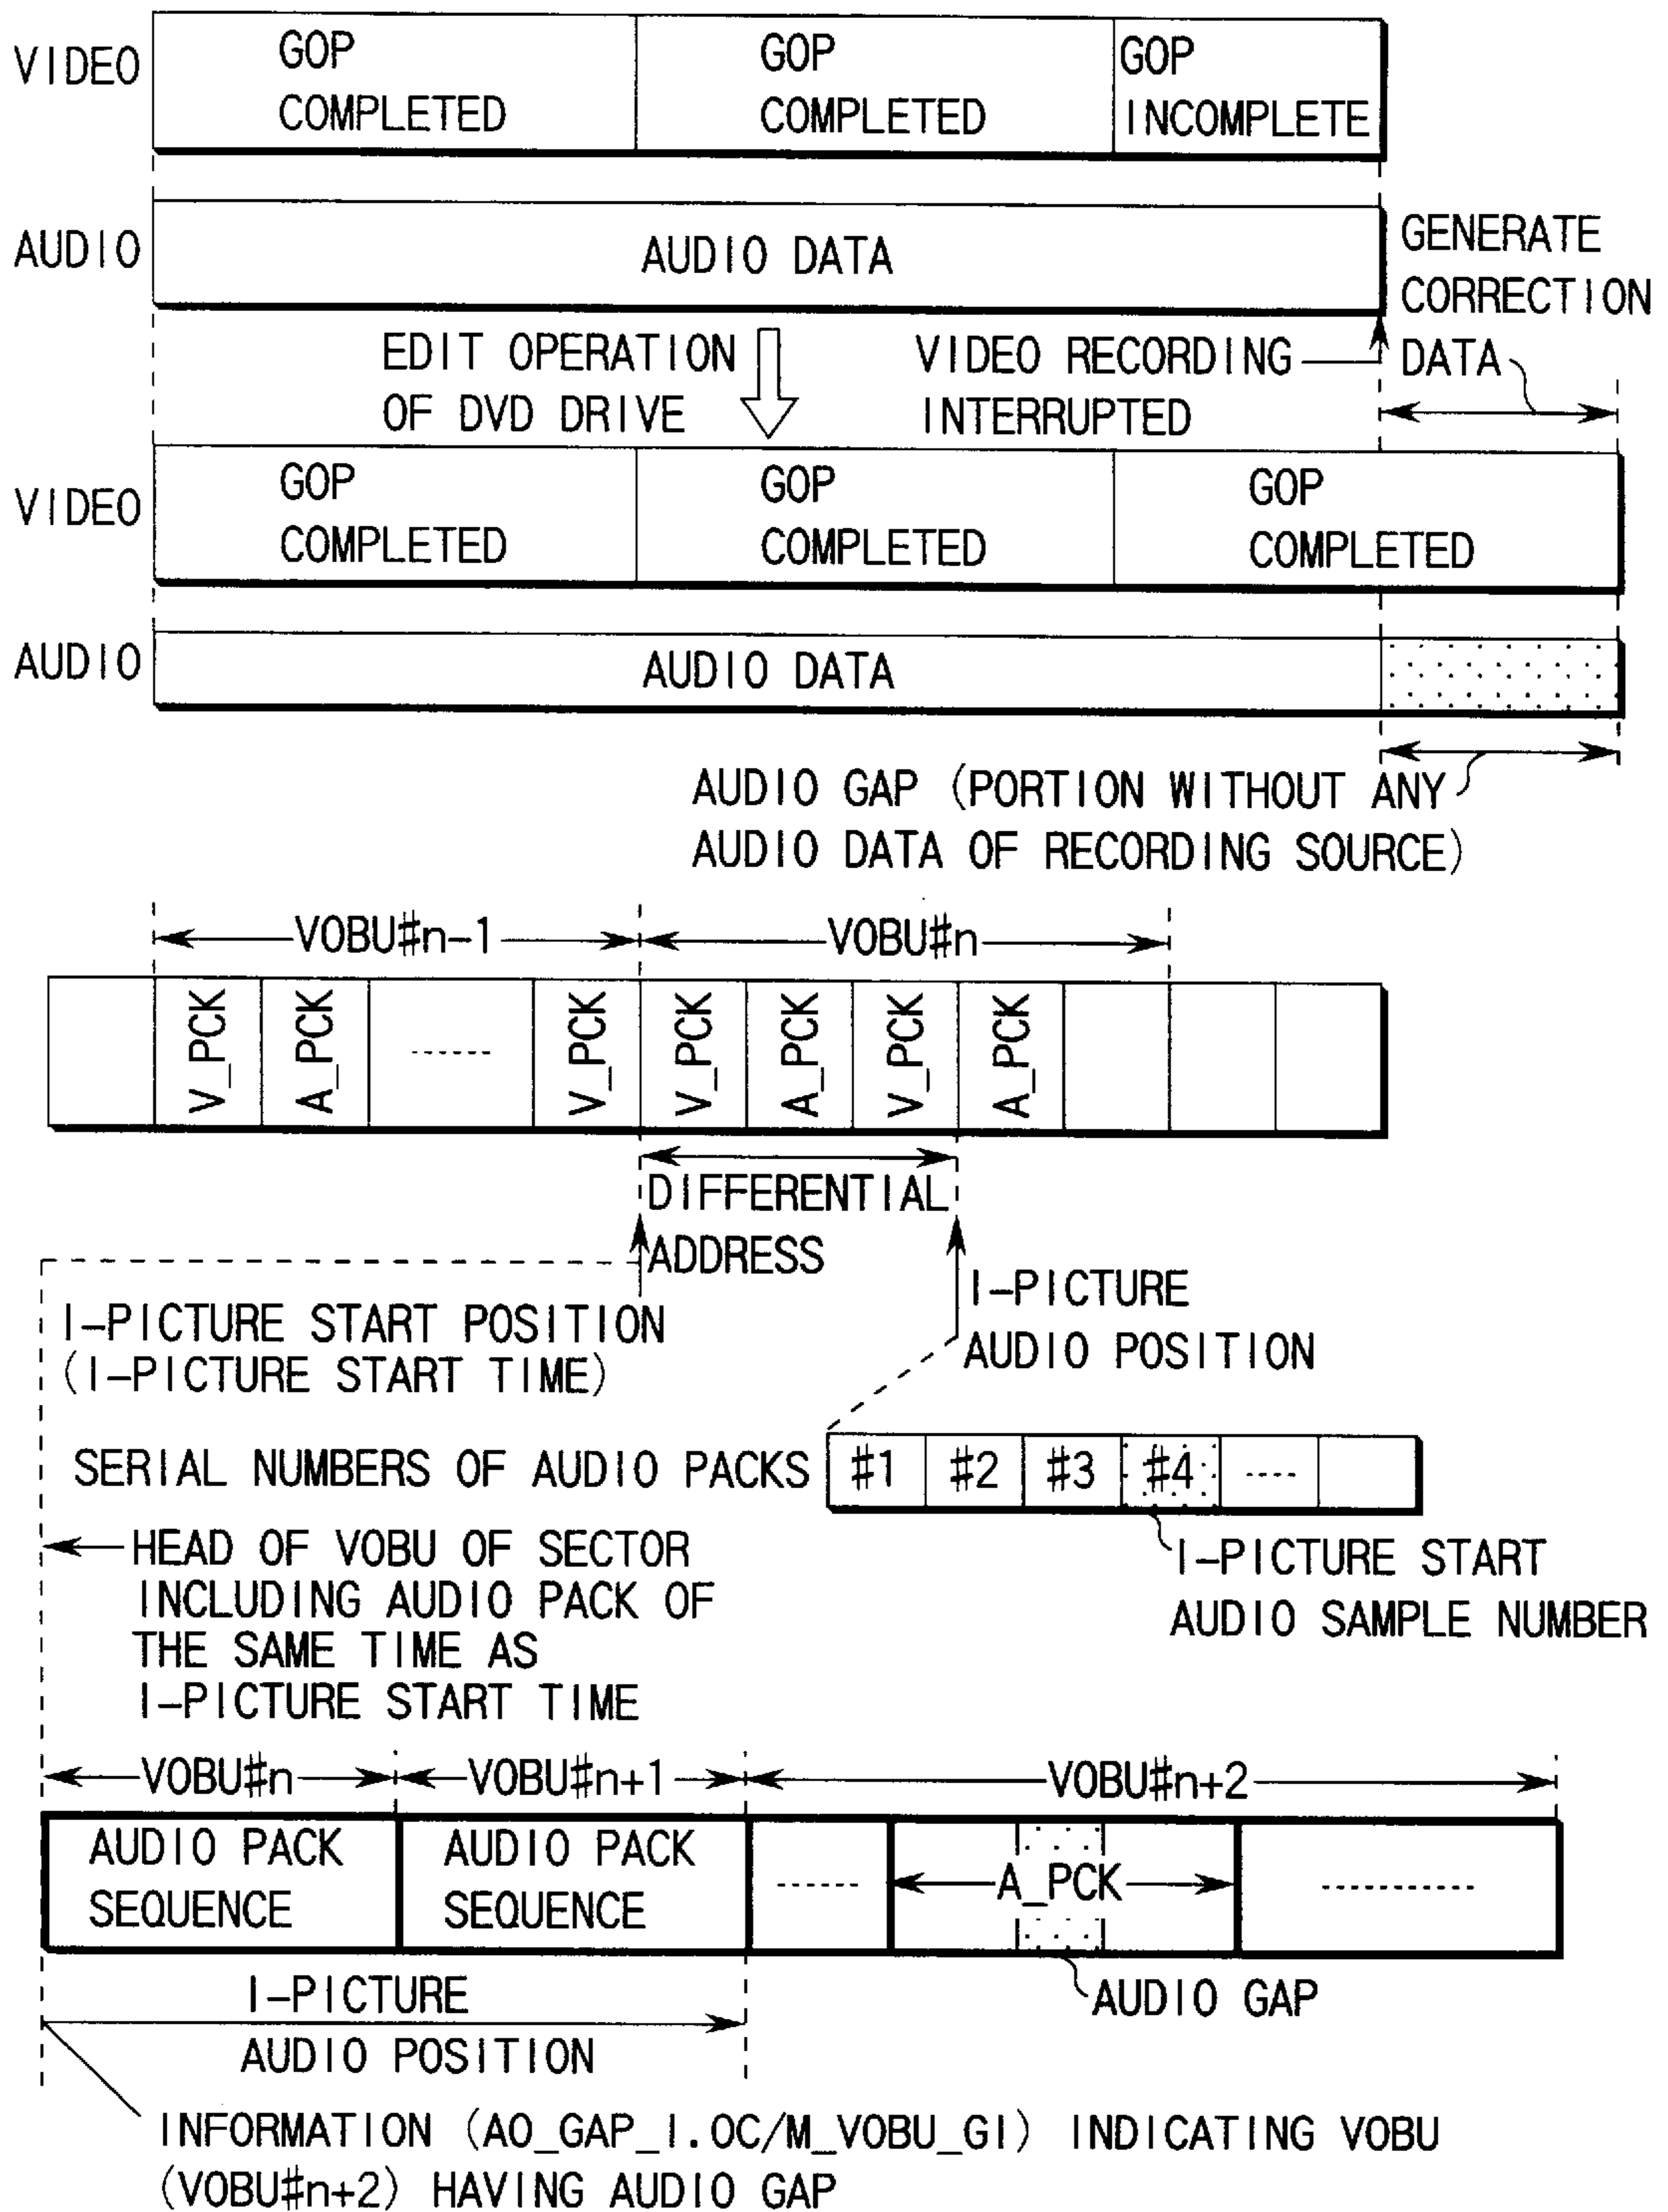 VIDEO
GOP
COMPLETED
GOP
COMPLETED
GOP
INCOMPLETE
AUDIO
AUDIO DATA
GENERATE
CORRECTION
DATA
EDIT OPERATION
OF DVD DRIVE
VIDEO RECORDING
INTERRUPTED
VIDEO
GOP
COMPLETED
GOP
COMPLETED
GOP
COMPLETED
AUDIO
AUDIO DATA
AUDIO GAP (PORTION WITHOUT ANY
AUDIO DATA OF RECORDING SOURCE)
VOBU#n-1
VOBU#n
V_PCK
A_PCK
V_PCK
V_PCK
A_PCK
V_PCK
A_PCK
DIFFERENTIAL
ADDRESS
I-PICTURE START POSITION
(I-PICTURE START TIME)
I-PICTURE
AUDIO POSITION
SERIAL NUMBERS OF AUDIO PACKS
#1
#2
#3
#4
I-PICTURE START
AUDIO SAMPLE NUMBER
HEAD OF VOBU OF SECTOR
INCLUDING AUDIO PACK OF
THE SAME TIME AS
I-PICTURE START TIME
VOBU#n
VOBU#n+1
VOBU#n+2
AUDIO PACK
SEQUENCE
AUDIO PACK
SEQUENCE
A_PCK
AUDIO GAP
I-PICTURE
AUDIO POSITION
INFORMATION (A0_GAP_I.OC/M_VOBU_GI) INDICATING VOBU
(VOBU#n+2) HAVING AUDIO GAP